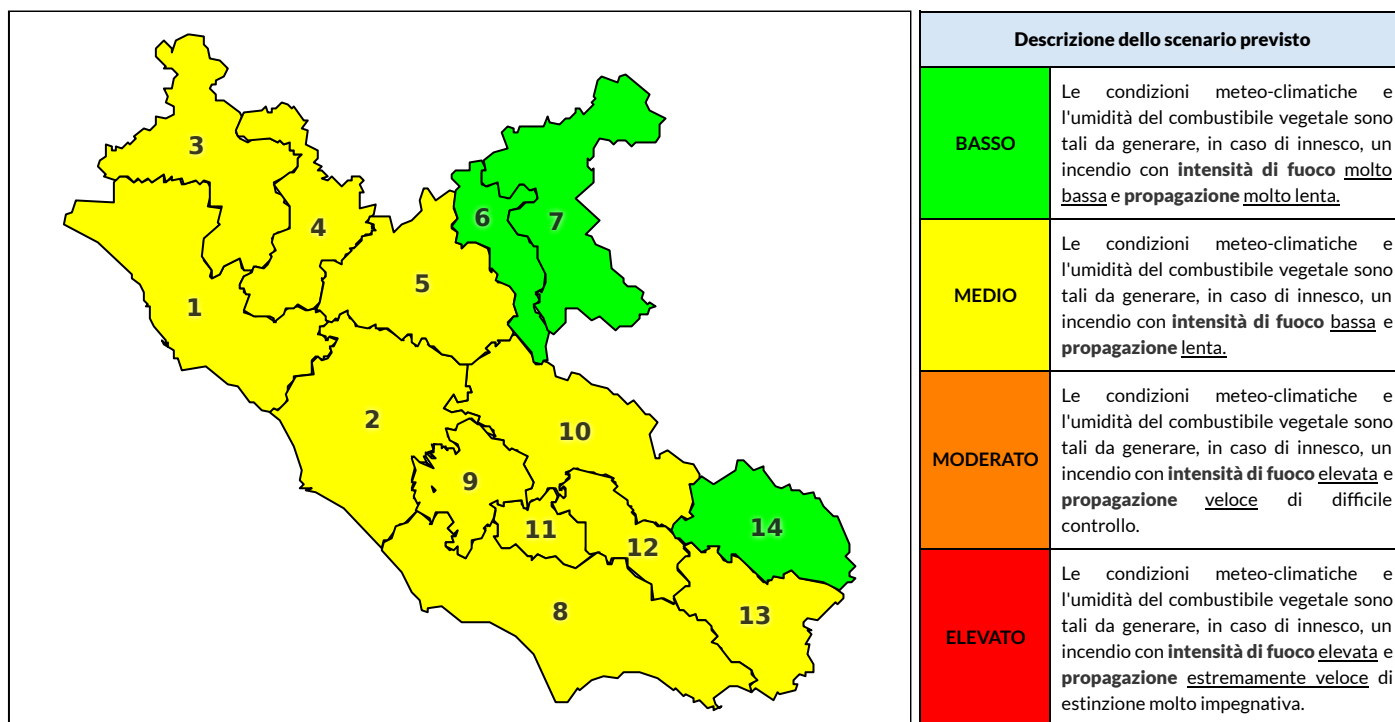 3
4
6
7
5
1
2
10
9
11
12
14
8
13
Descrizione dello scenario previsto
BASSO
Le condizioni meteo-climatiche e
l'umidità del combustibile vegetale sono
tali da generare, in caso di innesco, un
incendio con intensità di fuoco molto
bassa e propagazione molto lenta.
MEDIO
Le condizioni meteo-climatiche e
l'umidità del combustibile vegetale sono
tali da generare, in caso di innesco, un
incendio con intensità di fuoco bassa e
propagazione lenta.
MODERATO
Le condizioni meteo-climatiche e
l'umidità del combustibile vegetale sono
tali da generare, in caso di innesco, un
incendio con intensità di fuoco elevata e
propagazione veloce di difficile
controllo.
ELEVATO
Le condizioni meteo-climatiche e
l'umidità del combustibile vegetale sono
tali da generare, in caso di innesco, un
incendio con intensità di fuoco elevata e
propagazione estremamente veloce di
estinzione molto impegnativa.